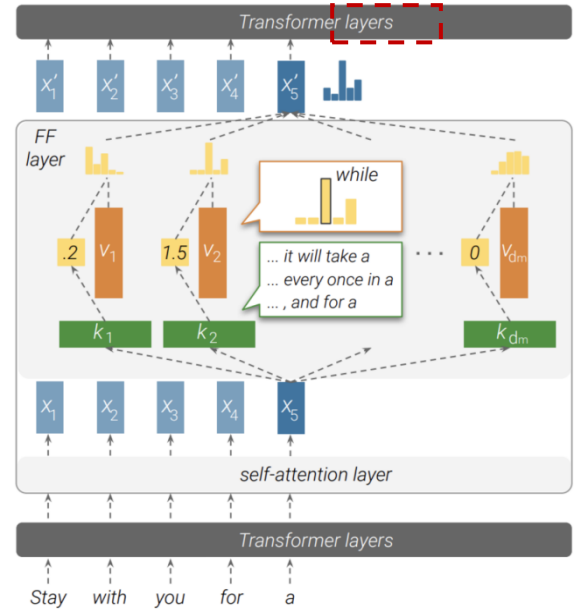 Transformer layers
x'1 x'2 x'3 x'4 x'5
FF
layer
while
.2 v1 1.5 v2 0 vdm
... it will take a
... every once in a
... , and for a
...
k1 k2 kdm
x1 x2 x3 x4 x5
self-attention layer
Transformer layers
Stay with you for a